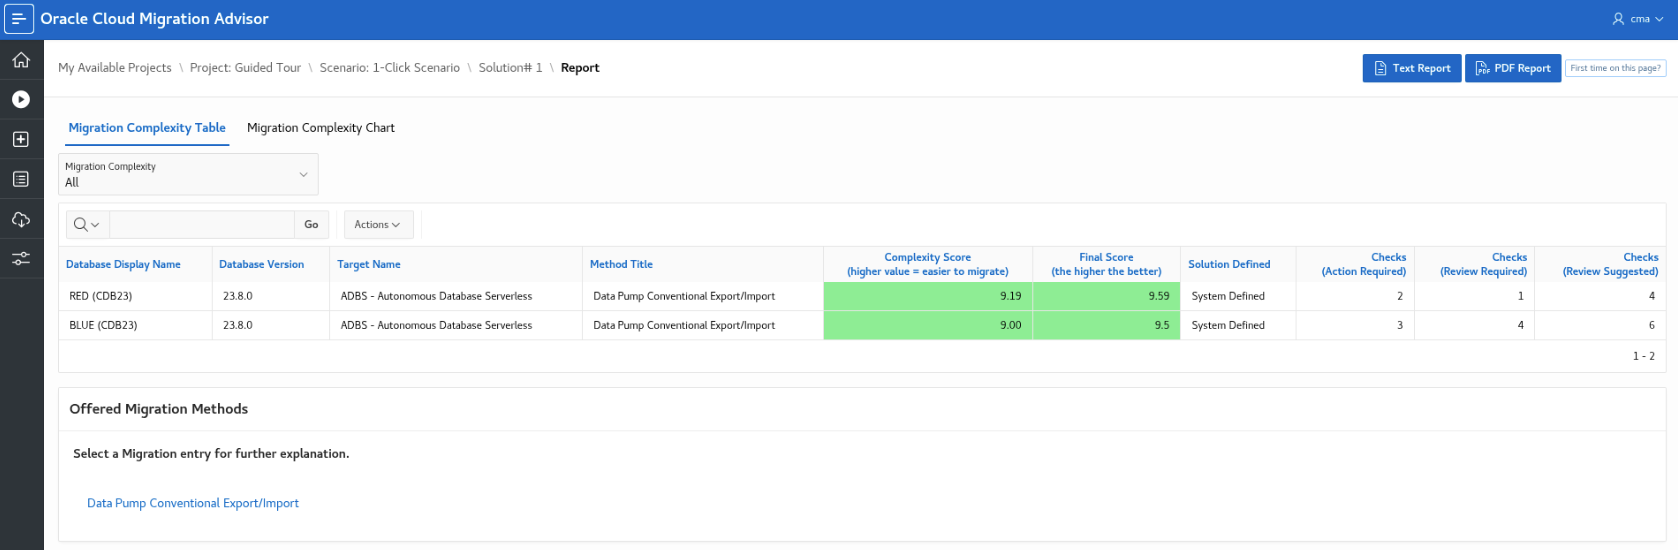 Oracle Cloud Migration Advisor
cma
My Available Projects \ Project: Guided Tour \ Scenario: 1-Click Scenario \ Solution# 1 \ Report
Text Report
PDF Report
First time on this page?
Migration Complexity Table
Migration Complexity Chart
Migration Complexity
All
Go
Actions
Database Display Name Database Version Target Name Method Title Complexity Score (higher value = easier to migrate) Final Score (the higher the better) Solution Defined Checks (Action Required) Checks (Review Required) Checks (Review Suggested)
RED (CDB23) 23.8.0 ADBS - Autonomous Database Serverless Data Pump Conventional Export/Import 9.19 9.59 System Defined 2 1 4
BLUE (CDB23) 23.8.0 ADBS - Autonomous Database Serverless Data Pump Conventional Export/Import 9.00 9.5 System Defined 3 4 6
1 - 2
Offered Migration Methods
Select a Migration entry for further explanation.
Data Pump Conventional Export/Import